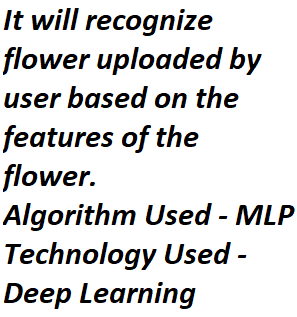 It will recognize
flower uploaded by
user based on the
features of the
flower.
Algorithm Used - MLP
Technology Used -
Deep Learning